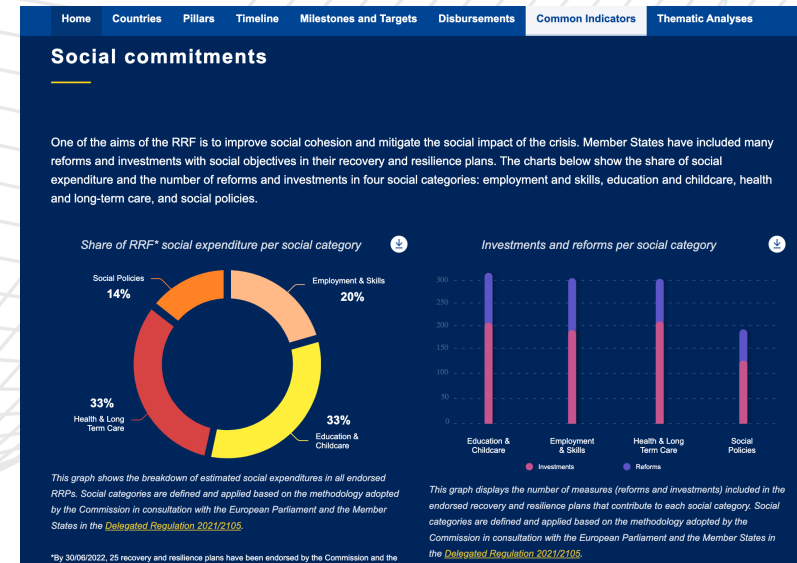 Home Countries Pillars Timeline Milestones and Targets Disbursements Common Indicators Thematic Analyses
Social commitments
One of the aims of the RRF is to improve social cohesion and mitigate the social impact of the crisis. Member States have included many
reforms and investments with social objectives in their recovery and resilience plans. The charts below show the share of social
expenditure and the number of reforms and investments in four social categories: employment and skills, education and childcare, health
and long-term care, and social policies.
Share of RRF* social expenditure per social category
Social Policies
14%
Employment & Skills
20%
33%
Health & Long
Term Care
33%
Education &
Childcare
This graph shows the breakdown of estimated social expenditures in all endorsed
RRPs. Social categories are defined and applied based on the methodology adopted
by the Commission in consultation with the European Parliament and the Member
States in the Delegated Regulation 2021/2105.
*By 30/06/2022, 25 recovery and resilience plans have been endorsed by the Commission and the
Investments and reforms per social category
300
250
200
150
100
50
0
Education &
Childcare
Employment
& Skills
Health & Long
Term Care
Social
Policies
Investments
Reforms
This graph displays the number of measures (reforms and investments) included in the
endorsed recovery and resilience plans that contribute to each social category. Social
categories are defined and applied based on the methodology adopted by the
Commission in consultation with the European Parliament and the Member States in
the Delegated Regulation 2021/2105.